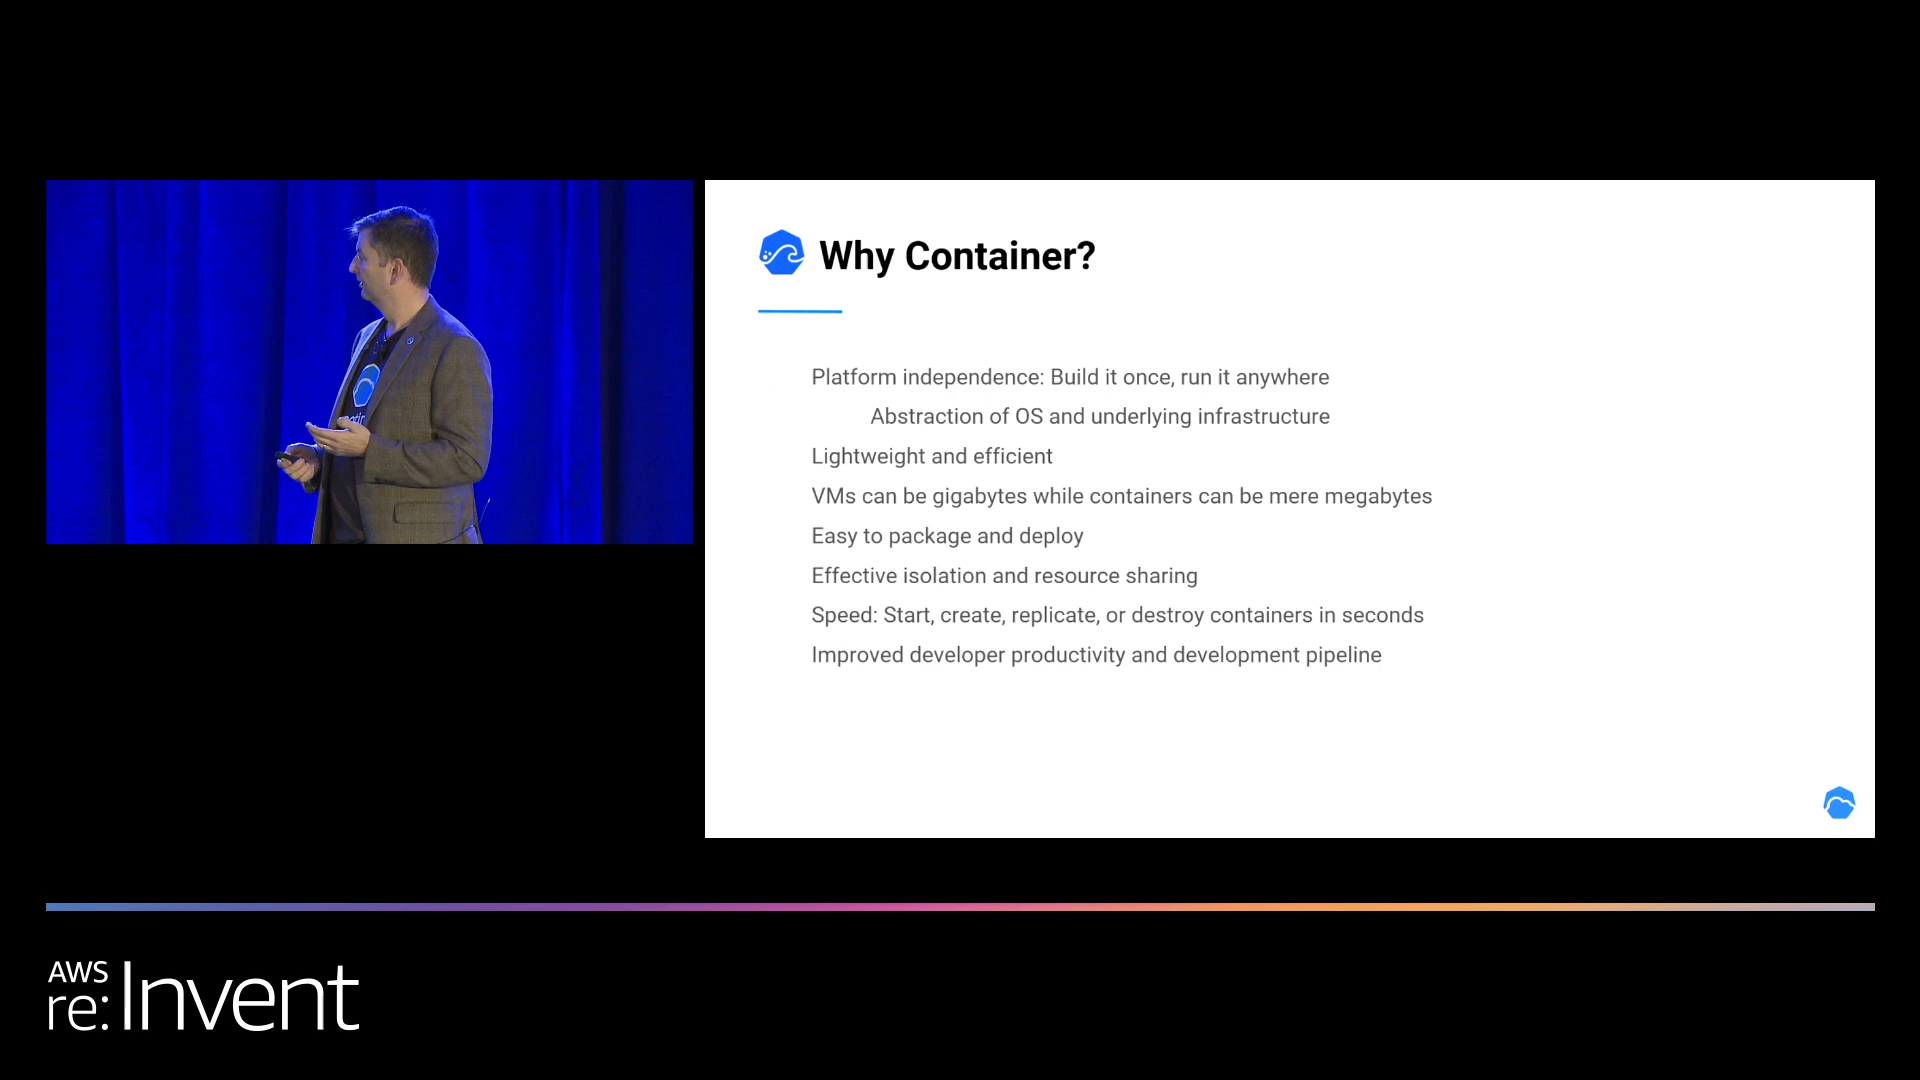 Why Container?
Platform independence: Build it once, run it anywhere
Abstraction of OS and underlying infrastructure
Lightweight and efficient
VMs can be gigabytes while containers can be mere megabytes
Easy to package and deploy
Effective isolation and resource sharing
Speed: Start, create, replicate, or destroy containers in seconds
Improved developer productivity and development pipeline
AWS
re:Invent